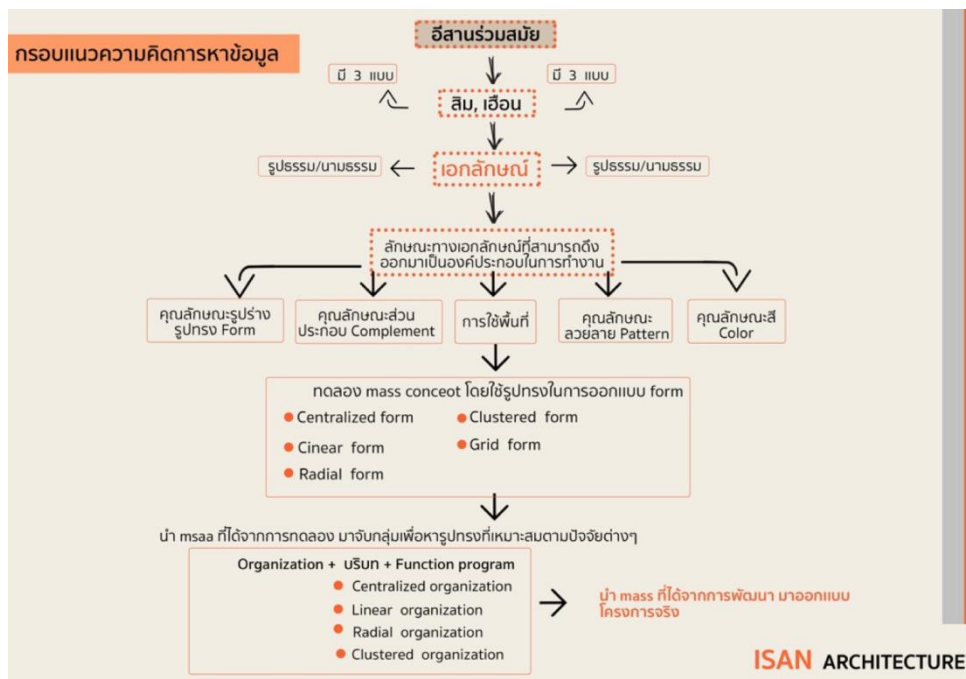 อีสานร่วมสมัย
กรอบแนวความคิดการหาข้อมูล
มี 3 แบบ
มี 3 แบบ
สิม, เฮือน
รูปธรรม/นามธรรม
เอกลักษณ์
รูปธรรม/นามธรรม
ลักษณะทางเอกลักษณ์ที่สามารถดึง
ออกมาเป็นองค์ประกอบในการทำงาน
คุณลักษณะรูปร่าง
รูปทรง Form
คุณลักษณะส่วน
ประกอบ Complement
การใช้พื้นที่
คุณลักษณะ
ลวยลาย Pattern
คุณลักษณะสี
Color
ทดลอง mass conceot โดยใช้รูปทรงในการออกแบบ form
Centralized form
Cinear form
Radial form
Clustered form
Grid form
นำ msaa ที่ได้จากการทดลอง มาจับกลุ่มเพื่อหารูปทรงที่เหมาะสมตามปัจจัยต่างๆ
Organization + บริบท + Function program
Centralized organization
Linear organization
Radial organization
Clustered organization
นำ mass ที่ได้จากการพัฒนา มาออกแบบ
โครงการจริง
ISAN ARCHITECTURE